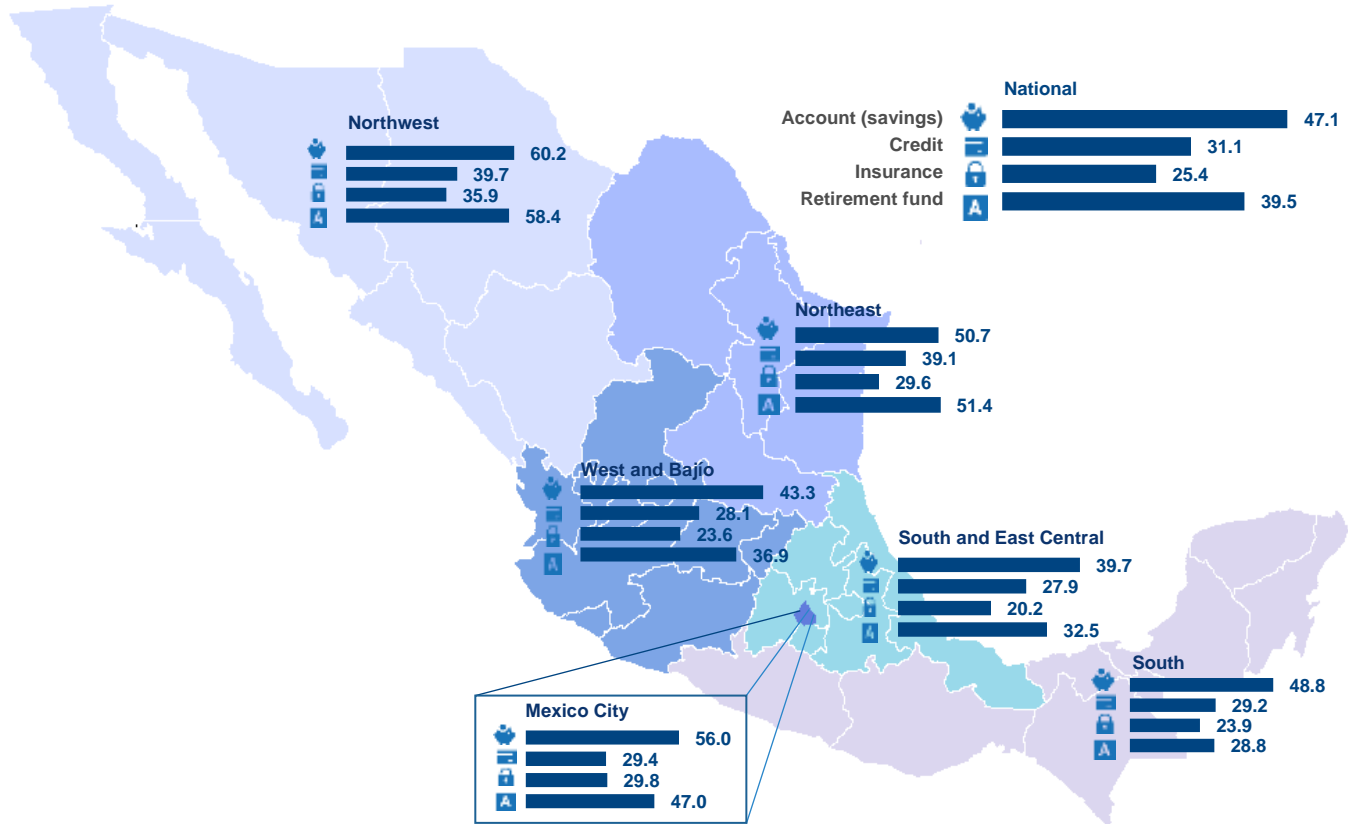 National
Account (savings) 47.1
Credit 31.1
Insurance 25.4
Retirement fund A 39.5
Northwest
60.2
39.7
35.9
58.4
Northeast
50.7
39.1
29.6
A 51.4
West and Bajío
43.3
28.1
23.6
A 36.9
South and East Central
39.7
27.9
20.2
32.5
South
48.8
29.2
23.9
A 28.8
Mexico City
56.0
29.4
29.8
A 47.0